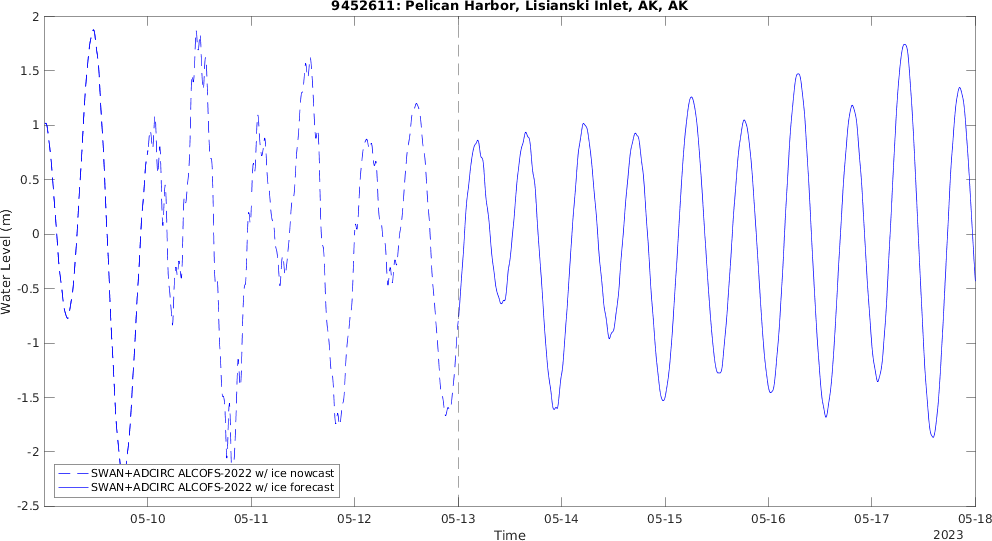 9452611: Pelican Harbor, Lisianski Inlet, AK, AK
2
1.5
1
0.5
0
-0.5
-1
-1.5
-2
-2.5
Water Level (m)
SWAN+ADCIRC ALCOFS-2022 w/ ice nowcast
SWAN+ADCIRC ALCOFS-2022 w/ ice forecast
05-10 05-11 05-12 05-13 05-14 05-15 05-16 05-17 05-18
Time
2023